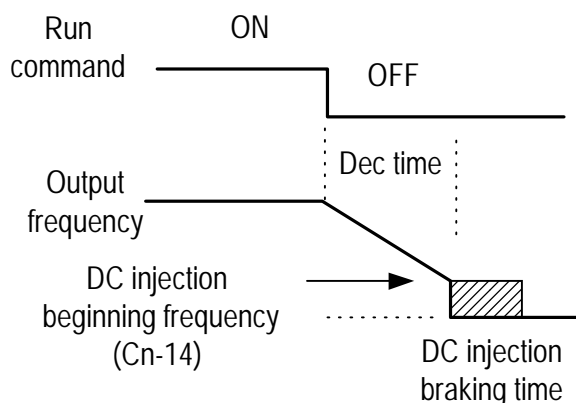 Run
command
ON
OFF
Dec time
Output
frequency
DC injection
beginning frequency
(Cn-14)
DC injection
braking time